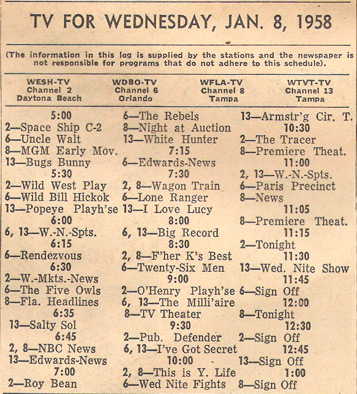 TV FOR WEDNESDAY, JAN. 8, 1958
(The information in this log is supplied by the stations and the newspaper is
not responsible for programs that do not adhere to this schedule).
WESH-TV
Channel 2
Daytona Beach
WDBO-TV
Channel 6
Orlando
WFLA-TV
Channel 8
Tampa
WTVT-TV
Channel 13
Tampa
5:00
2—Space Ship C-2
6—Uncle Walt
8—MGM Early Mov.
13—Bugs Bunny
5:30
2—Wild West Play
6—Wild Bill Hickok
13—Popeye Playh'se
6:00
6, 13—W.-N.-Spts.
6:15
6—Rendezvous
6:30
2—W.-Mkts.-News
6—The Five Owls
8—Fla. Headlines
6:35
13—Salty Sol
6:45
2, 8—NBC News
13—Edwards-News
7:00
2—Roy Bean
6—The Rebels
8—Night at Auction
13—White Hunter
7:15
6—Edwards-News
7:30
2, 8—Wagon Train
6—Lone Ranger
13—I Love Lucy
8:00
6, 13—Big Record
8:30
2, 8—F'her K's Best
6—Twenty-Six Men
9:00
2—O'Henry Playh'se
6, 13—The Milli'aire
8—TV Theater
9:30
2—Pub. Defender
6, 13—I've Got Secret
10:00
2, 8—This is Y. Life
6—Wed Nite Fights
13—Armstr'g Cir. T.
10:30
2—The Tracer
8—Premiere Theat.
11:00
2, 13—W.-N.-Spts.
6—Paris Precinct
8—News
11:05
8—Premiere Theat.
11:15
2—Tonight
11:30
13—Wed. Nite Show
11:45
6—Sign Off
12:00
8—Tonight
12:30
2—Sign Off
12:45
13—Sign Off
1:00
8—Sign Off